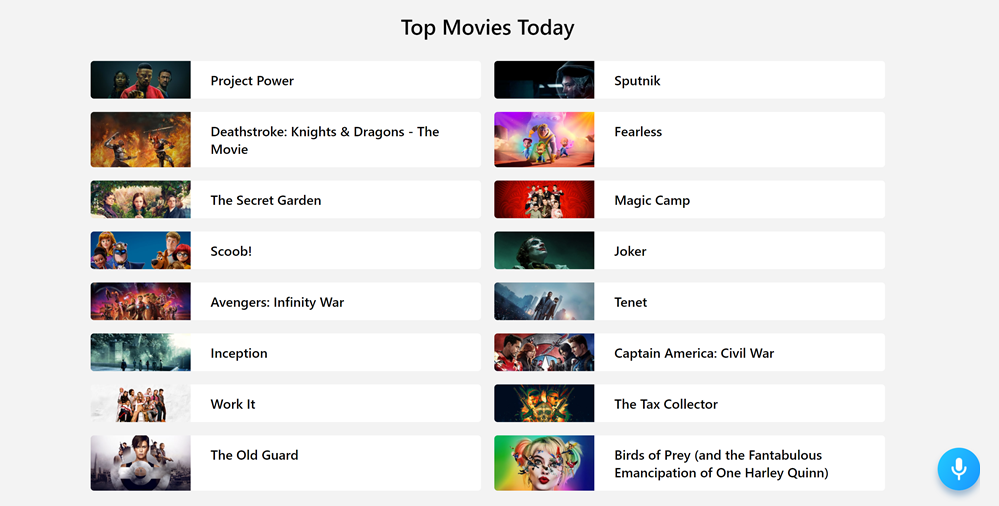 Top Movies Today
Project Power
Sputnik
Deathstroke: Knights & Dragons - The
Movie
Fearless
The Secret Garden
Magic Camp
Scoob!
Joker
Avengers: Infinity War
Tenet
Inception
Captain America: Civil War
Work It
The Tax Collector
The Old Guard
Birds of Prey (and the Fantabulous
Emancipation of One Harley Quinn)